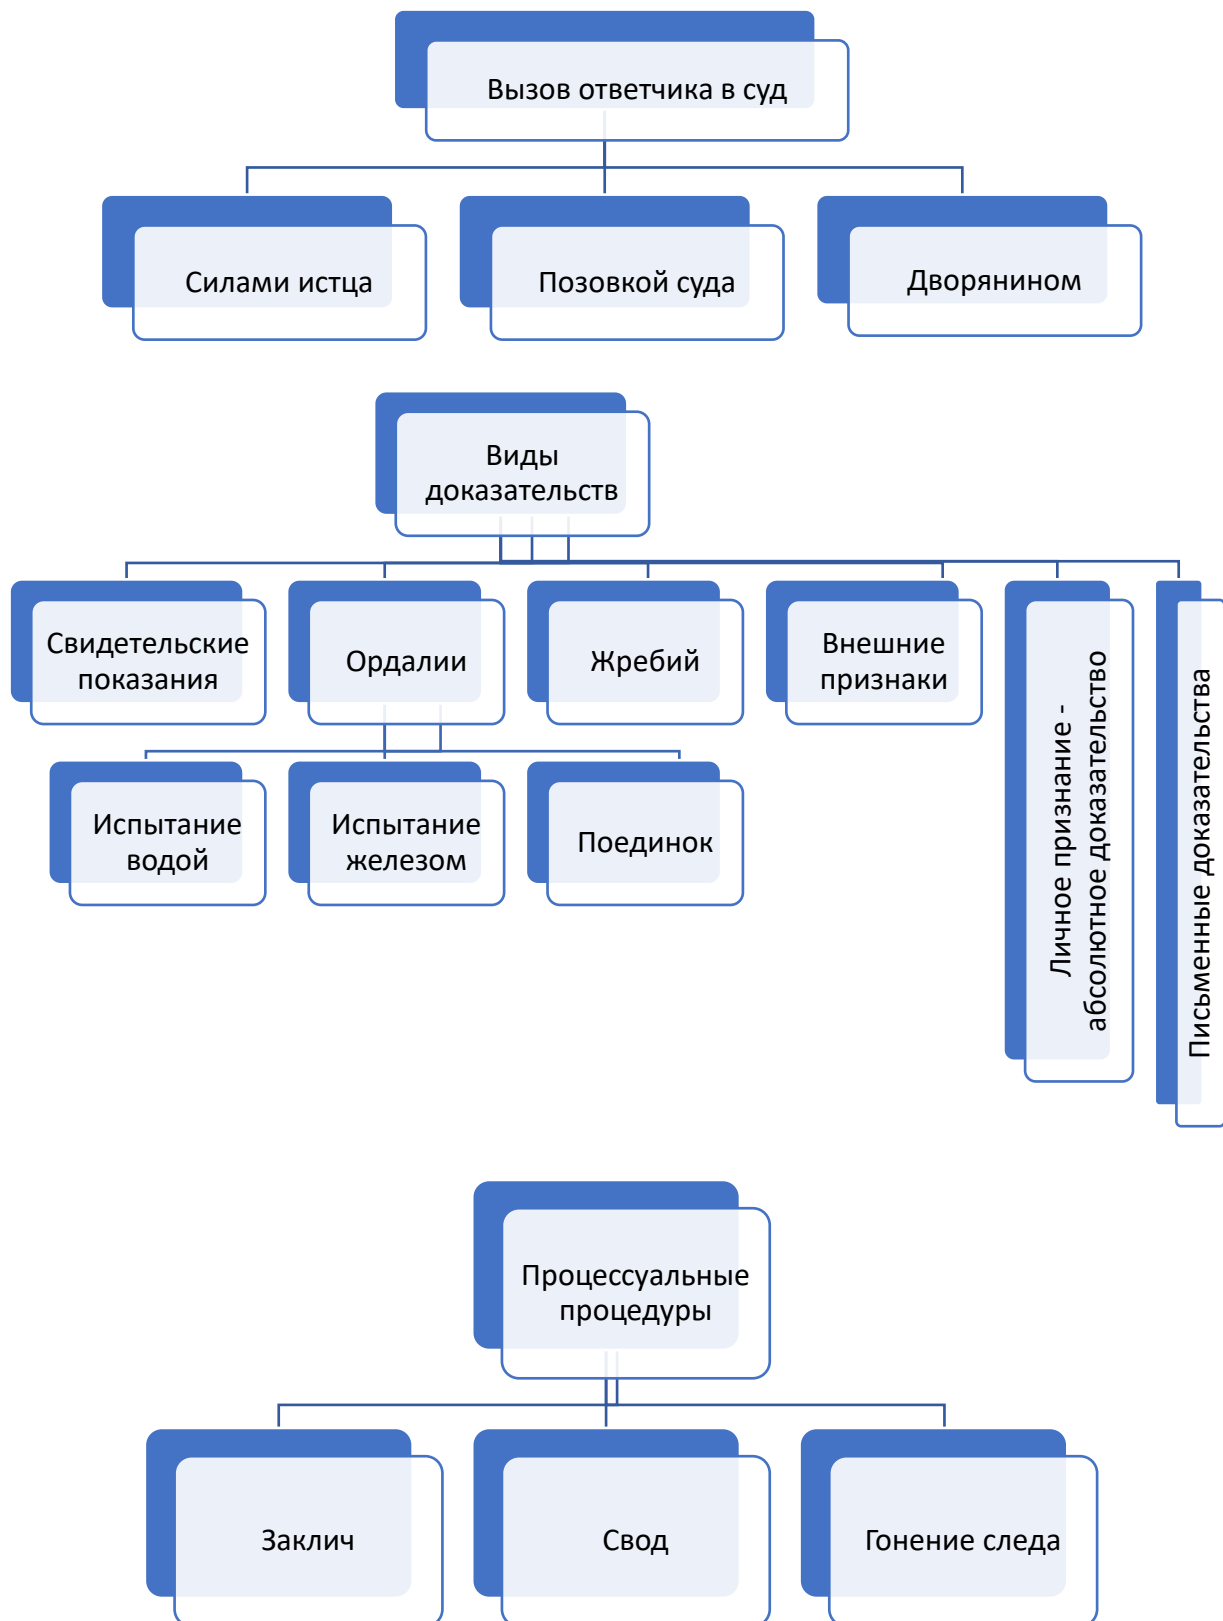 Вызов ответчика в суд
Силами истца
Позовкой суда
Дворянином
Виды
доказательств
Свидетельские
показания
Ордалии
Жребий
Внешние
признаки
Личное признание -
абсолютное доказательство
Письменные доказательства
Испытание
водой
Испытание
железом
Поединок
Процессуальные
процедуры
Заклич
Свод
Гонение следа